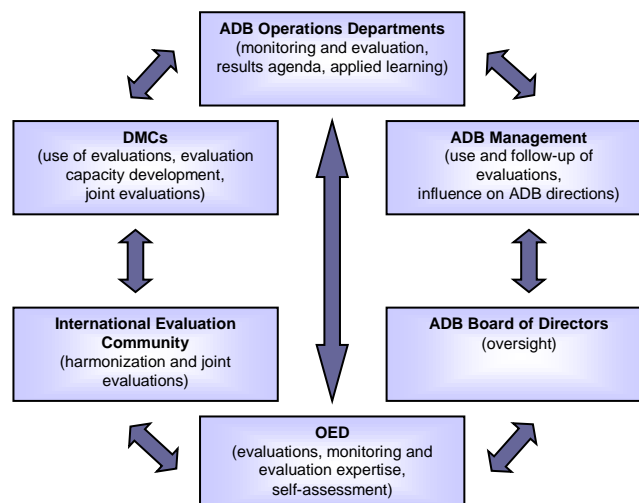 ADB Operations Departments
(monitoring and evaluation,
results agenda, applied learning)
DMCs
(use of evaluations, evaluation
capacity development,
joint evaluations)
ADB Management
(use and follow-up of
evaluations,
influence on ADB directions)
International Evaluation
Community
(harmonization and joint
evaluations)
ADB Board of Directors
(oversight)
OED
(evaluations, monitoring and
evaluation expertise,
self-assessment)